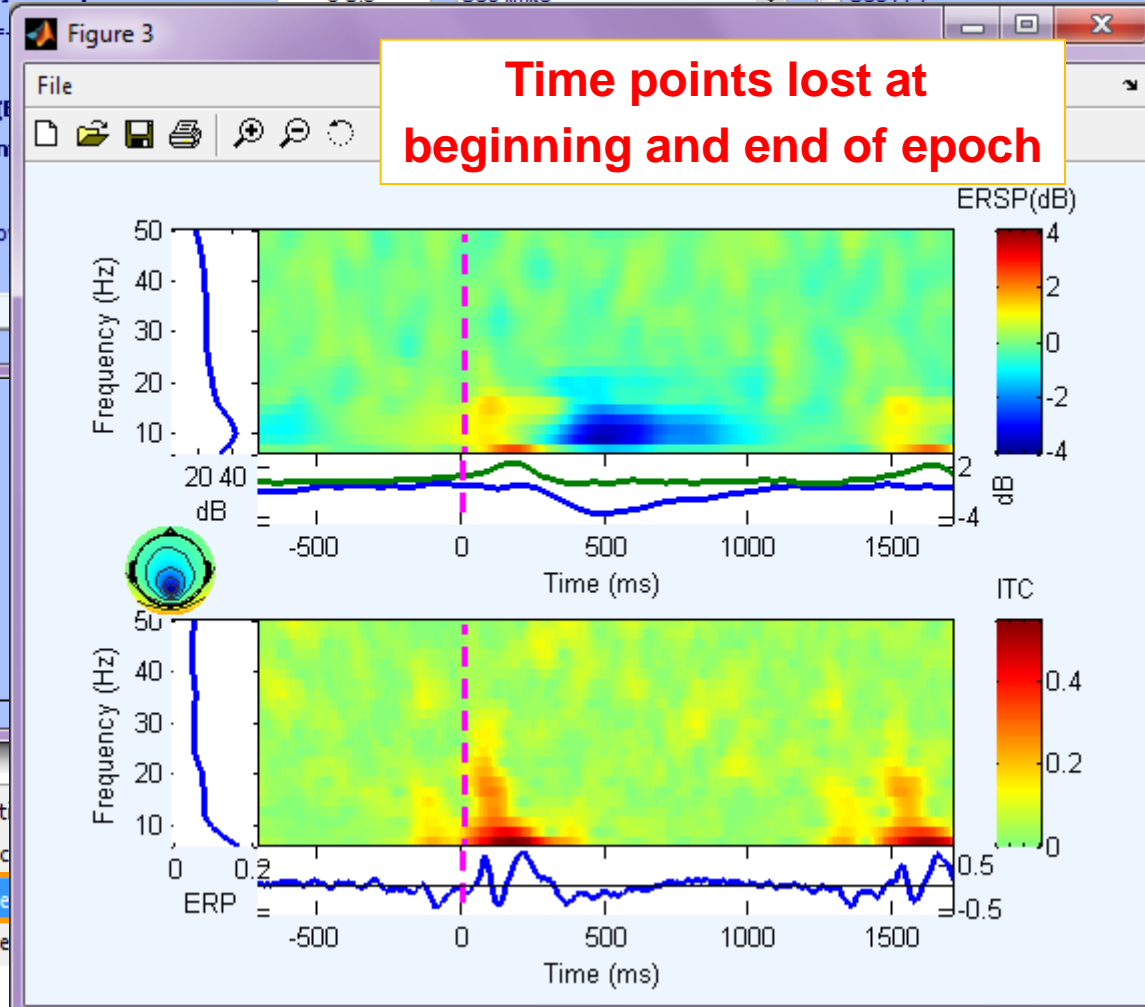 Figure 3
File
Time points lost at
beginning and end of epoch
ERSP(dB)
50
40
30
20
10
Frequency (Hz)
4
2
0
-2
-4
20 40
dB
2
-4
dB
-500 0 500 1000 1500
Time (ms)
ITC
50
40
30
20
10
Frequency (Hz)
0.4
0.2
0
0 0.2
ERP
0.5
-0.5
-500 0 500 1000 1500
Time (ms)